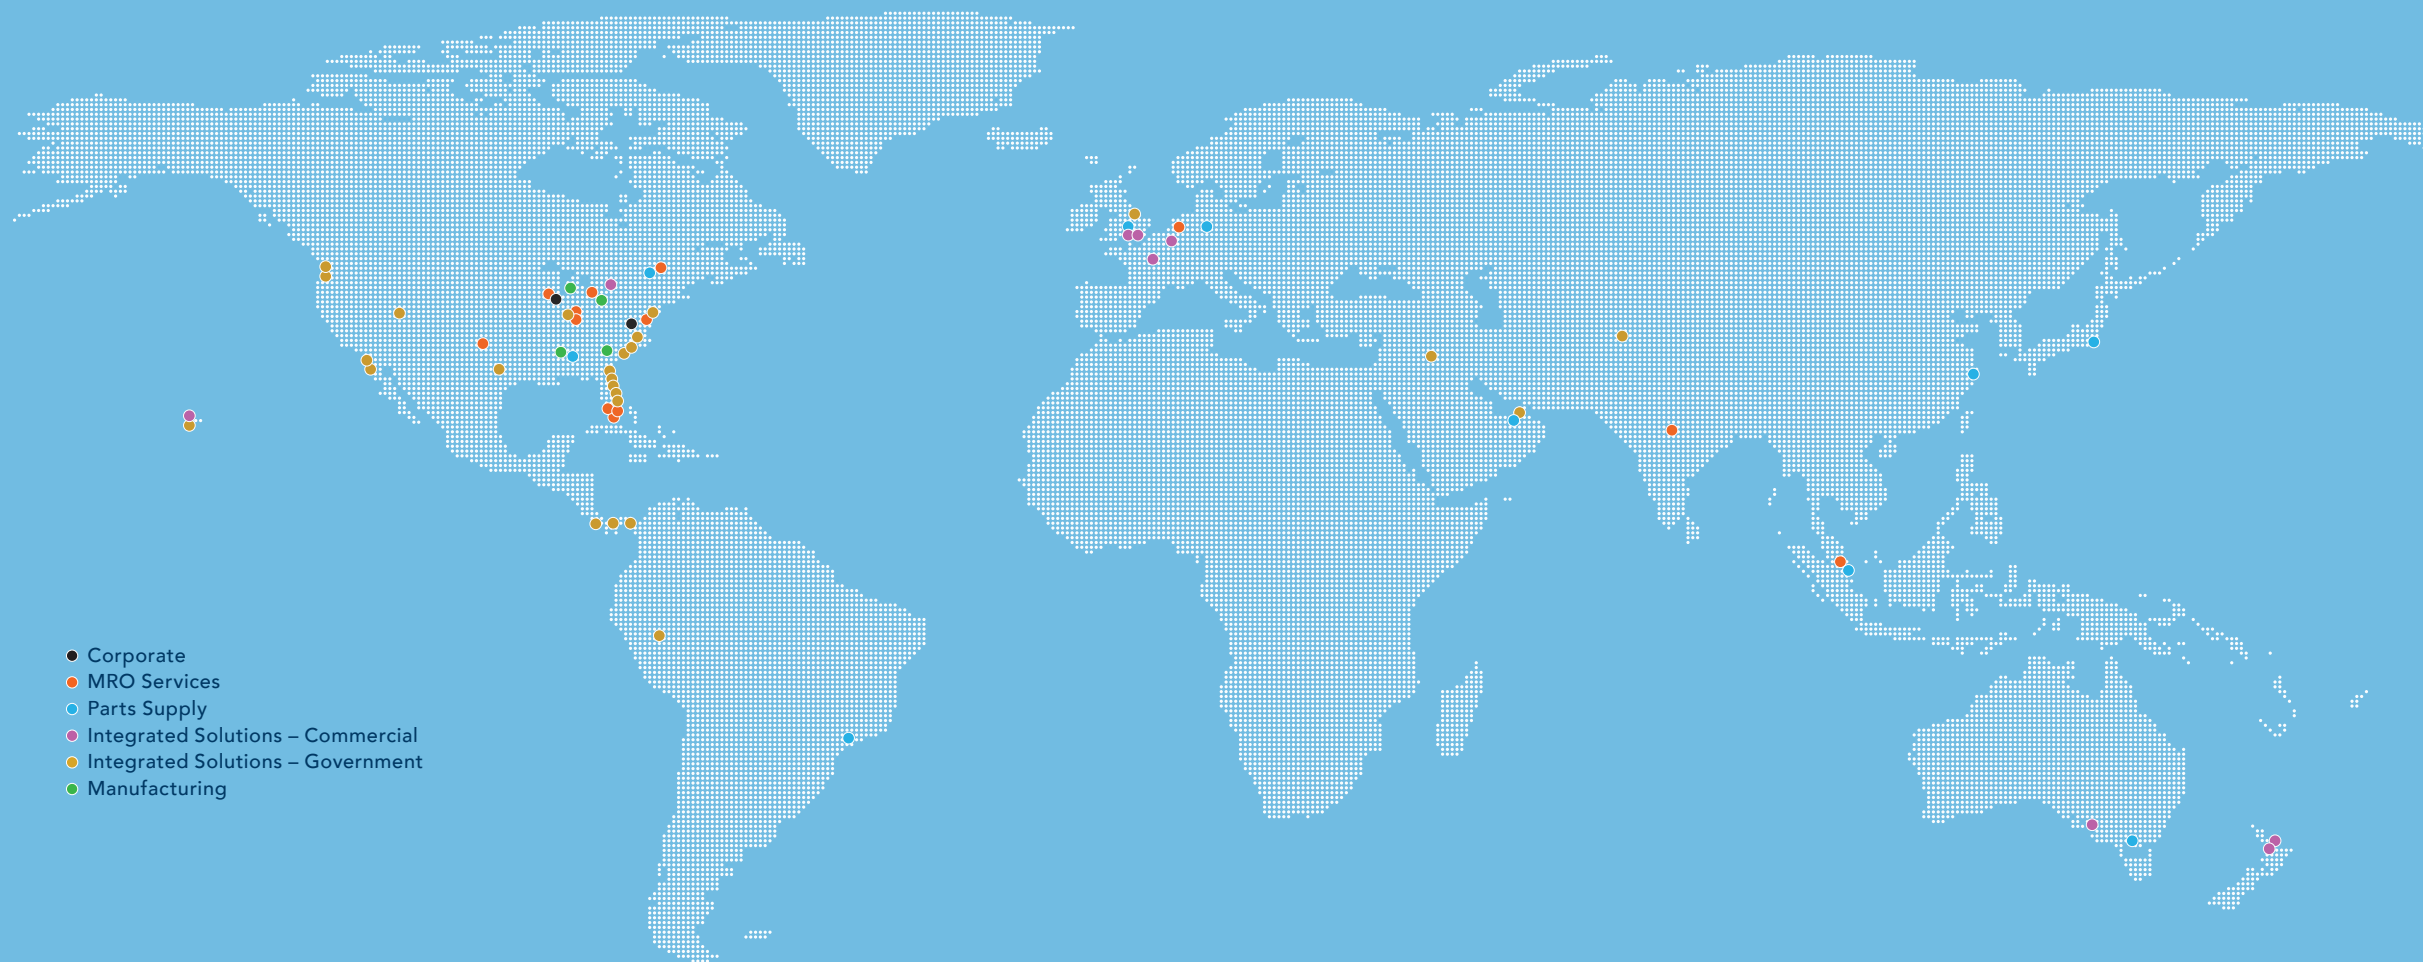 Corporate
MRO Services
Parts Supply
Integrated Solutions – Commercial
Integrated Solutions – Government
Manufacturing